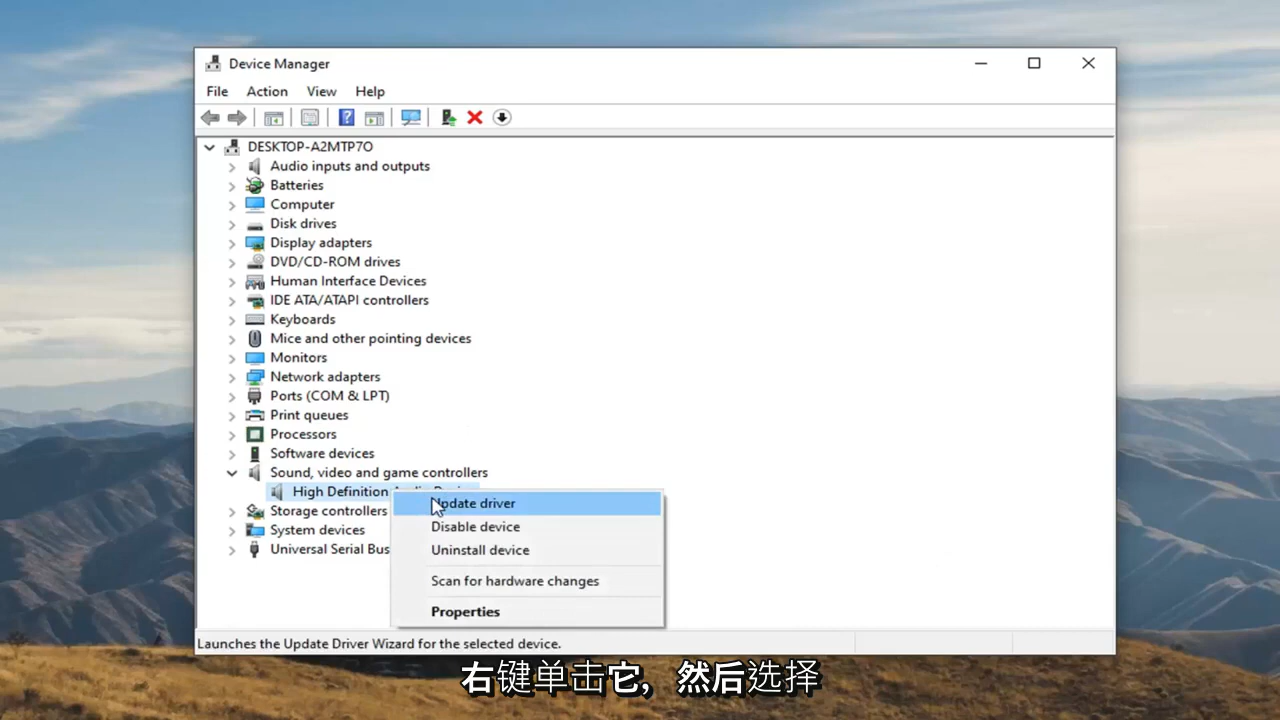 Device Manager
File Action View Help
DESKTOP-A2MTP7O
Audio inputs and outputs
Batteries
Computer
Disk drives
Display adapters
DVD/CD-ROM drives
Human Interface Devices
IDE ATA/ATAPI controllers
Keyboards
Mice and other pointing devices
Monitors
Network adapters
Ports (COM & LPT)
Print queues
Processors
Software devices
Sound, video and game controllers
High Definition
Storage controllers
System devices
Universal Serial Bus
Update driver
Disable device
Uninstall device
Scan for hardware changes
Properties
Launches the Update Driver Wizard for the selected device.
右键单击它，然后选择